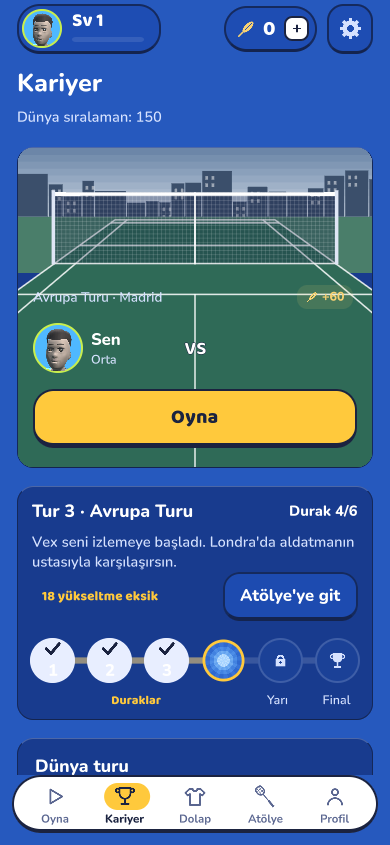 Sv 1
0
+
Kariyer
Dünya sıralaman: 150
Avrupa Turu · Madrid
+60
Sen
Orta
VS
Oyna
Tur 3 · Avrupa Turu
Durak 4/6
Vex seni izlemeye başladı. Londra'da aldatmanın
ustasıyla karşılaşırsın.
18 yükseltme eksik
Atölye'ye git
1
2
3
Duraklar
Yarı
Final
Dünya turu
Oyna
Kariyer
Dolap
Atölye
Profil